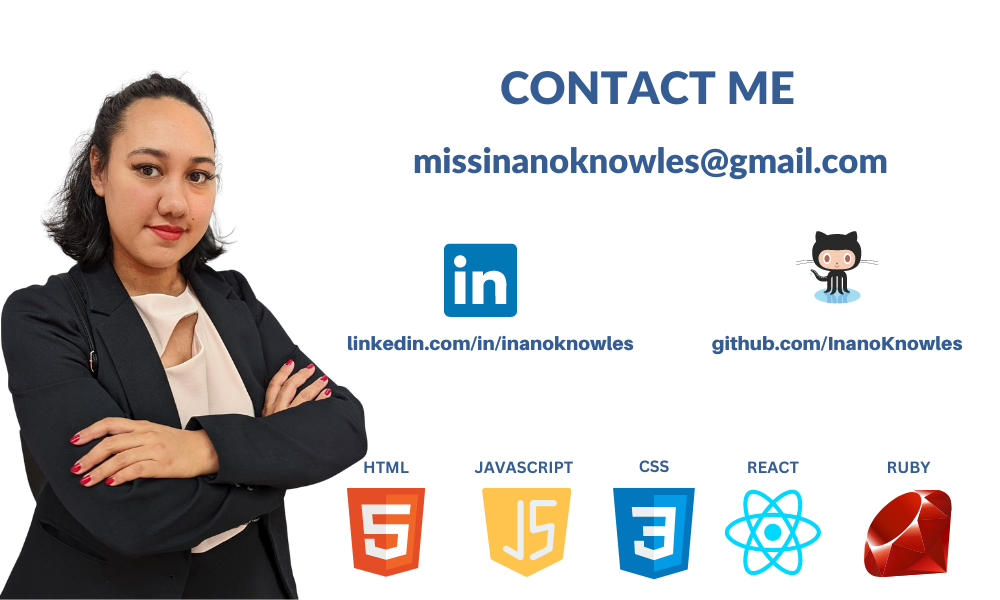 CONTACT ME
missinanoknowles@gmail.com
in
linkedin.com/in/inanoknowles
github.com/InanoKnowles
HTML
JAVASCRIPT
CSS
REACT
RUBY
5
JS
3